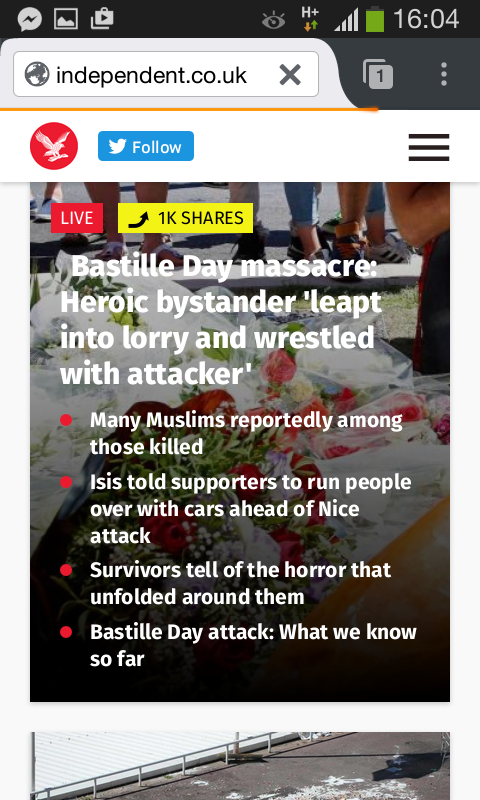 H+
16:04
independent.co.uk
1
Follow
LIVE
1K SHARES
Bastille Day massacre:
Heroic bystander 'leapt
into lorry and wrestled
with attacker'
Many Muslims reportedly among
those killed
Isis told supporters to run people
over with cars ahead of Nice
attack
Survivors tell of the horror that
unfolded around them
Bastille Day attack: What we know
so far